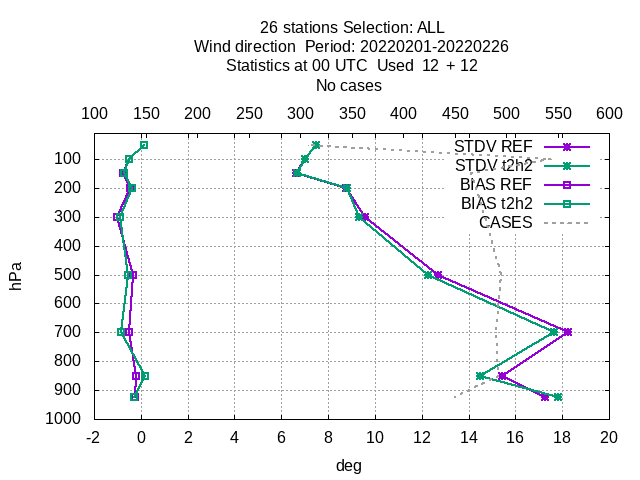 26 stations Selection: ALL
Wind direction  Period: 20220201-20220226
Statistics at 00 UTC  Used  12  + 12
No cases
100 150 200 250 300 350 400 450 500 550 600
STDV REF
STDV t2h2
BIAS REF
BIAS t2h2
CASES
100
200
300
400
500
600
700
800
900
1000
hPa
-2 0 2 4 6 8 10 12 14 16 18 20
deg